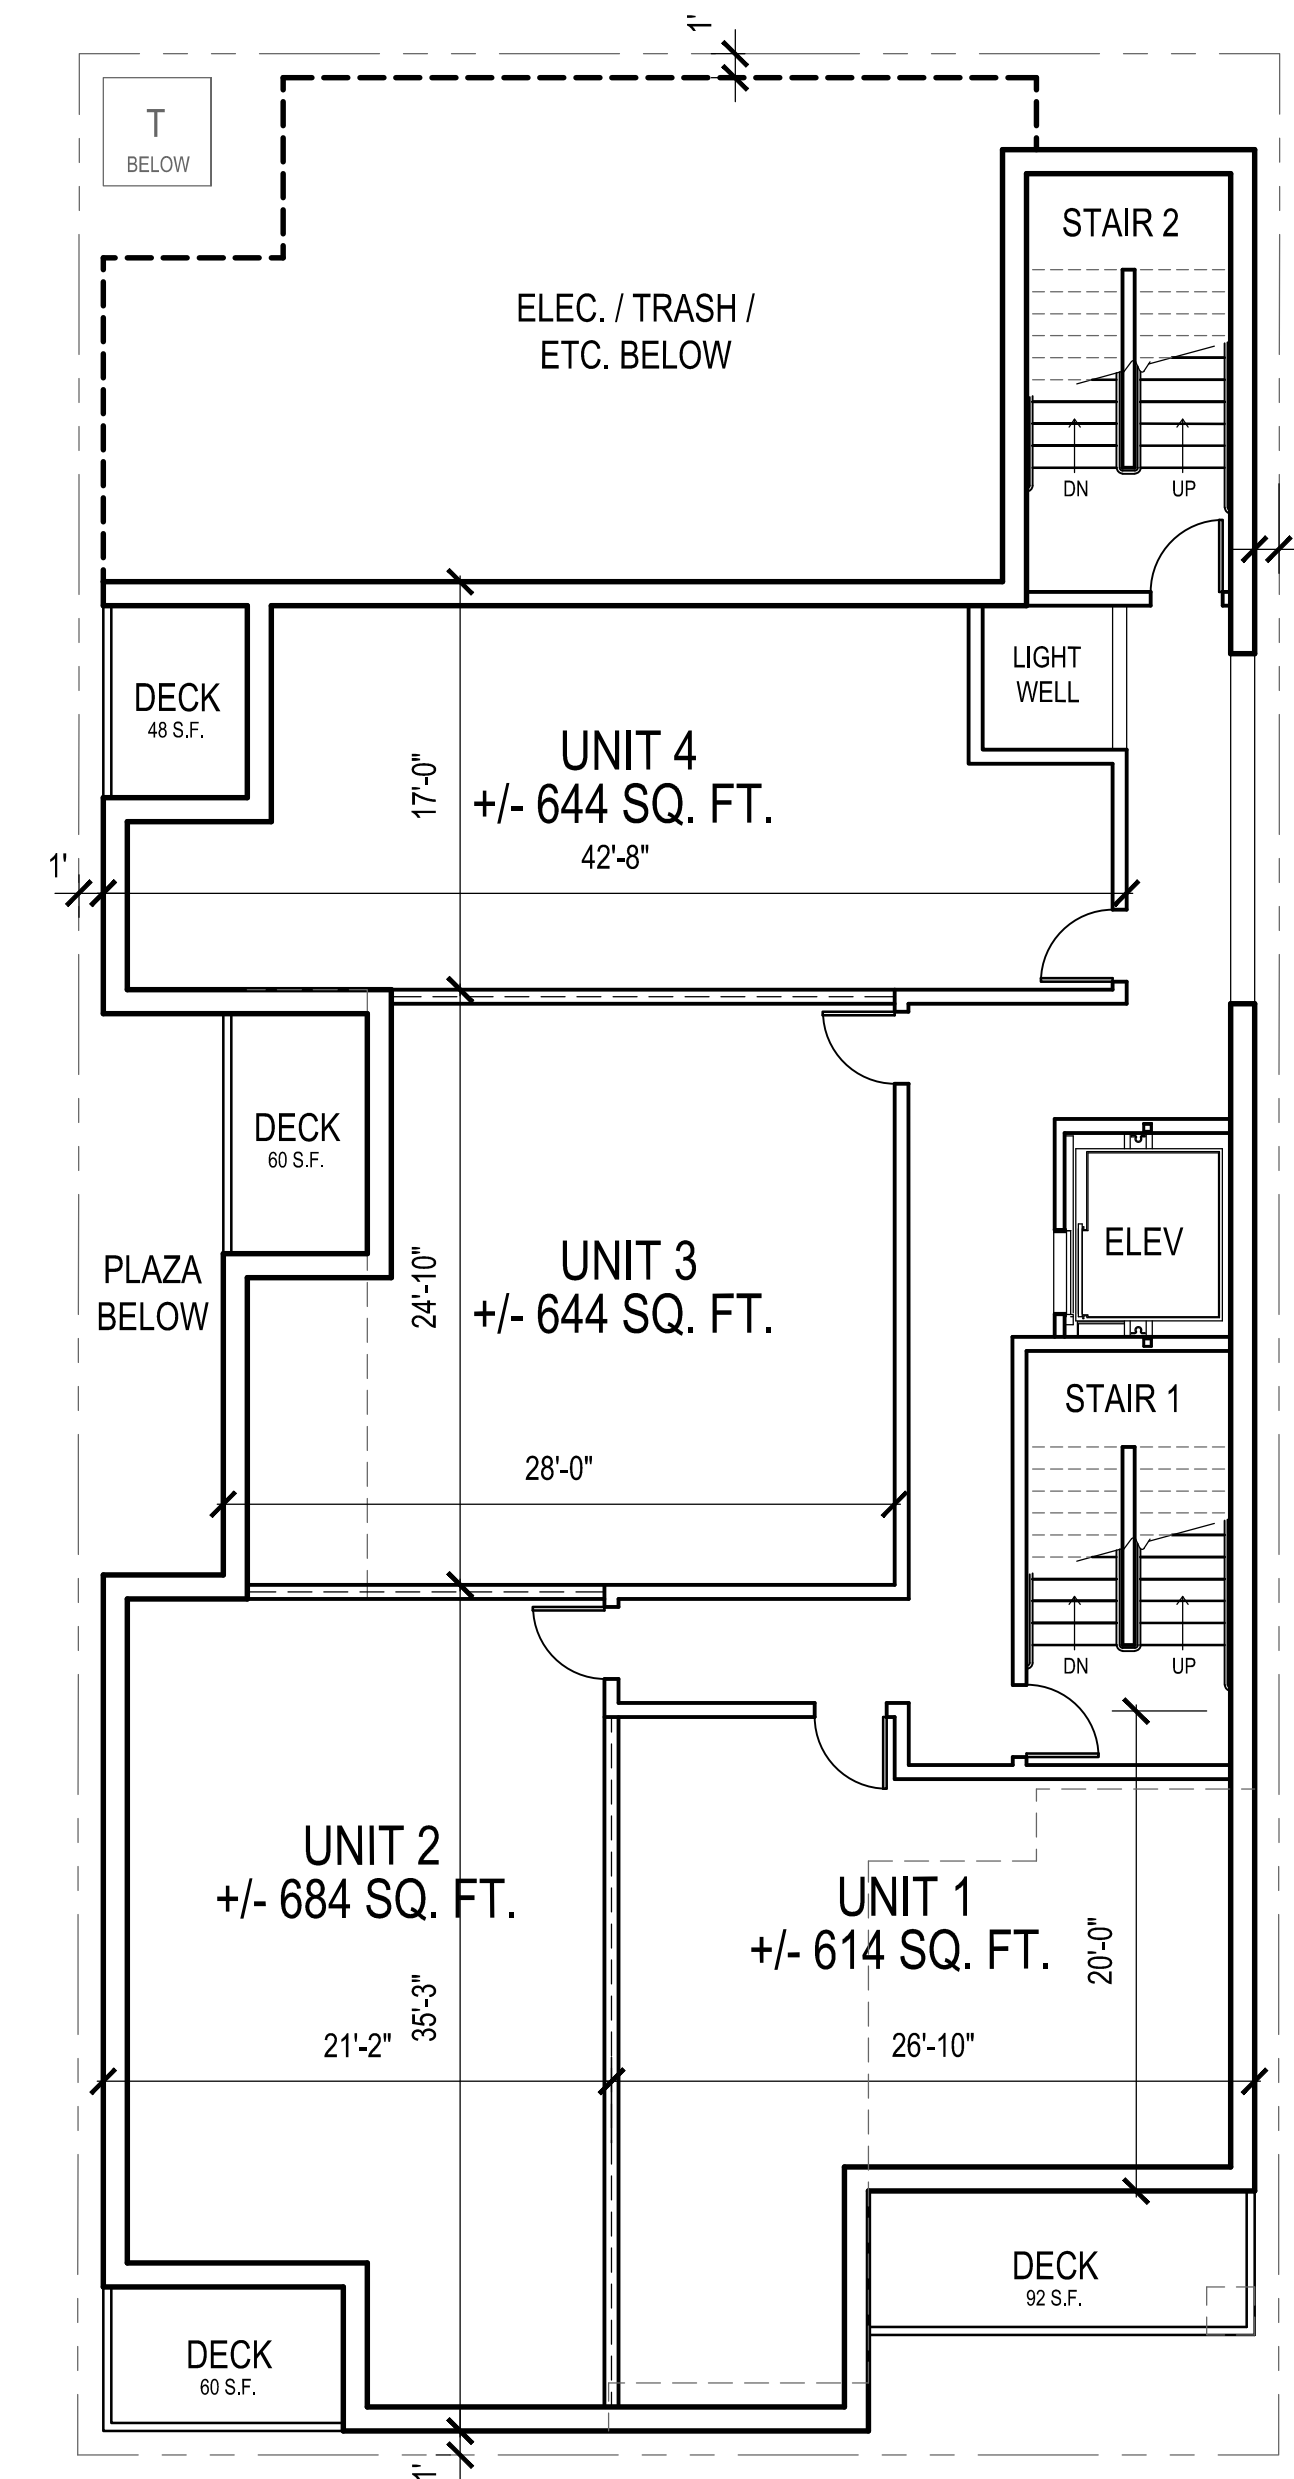 1'
T
BELOW
STAIR 2
ELEC. / TRASH /
ETC. BELOW
DN
UP
DECK
48 S.F.
LIGHT
WELL
UNIT 4
+/- 644 SQ. FT.
17'-0"
42'-8"
1'
DECK
60 S.F.
PLAZA
BELOW
UNIT 3
+/- 644 SQ. FT.
24'-10"
28'-0"
ELEV
STAIR 1
DN
UP
UNIT 2
+/- 684 SQ. FT.
35'-3"
21'-2"
UNIT 1
+/- 614 SQ. FT.
20'-0"
26'-10"
DECK
92 S.F.
DECK
60 S.F.
1'